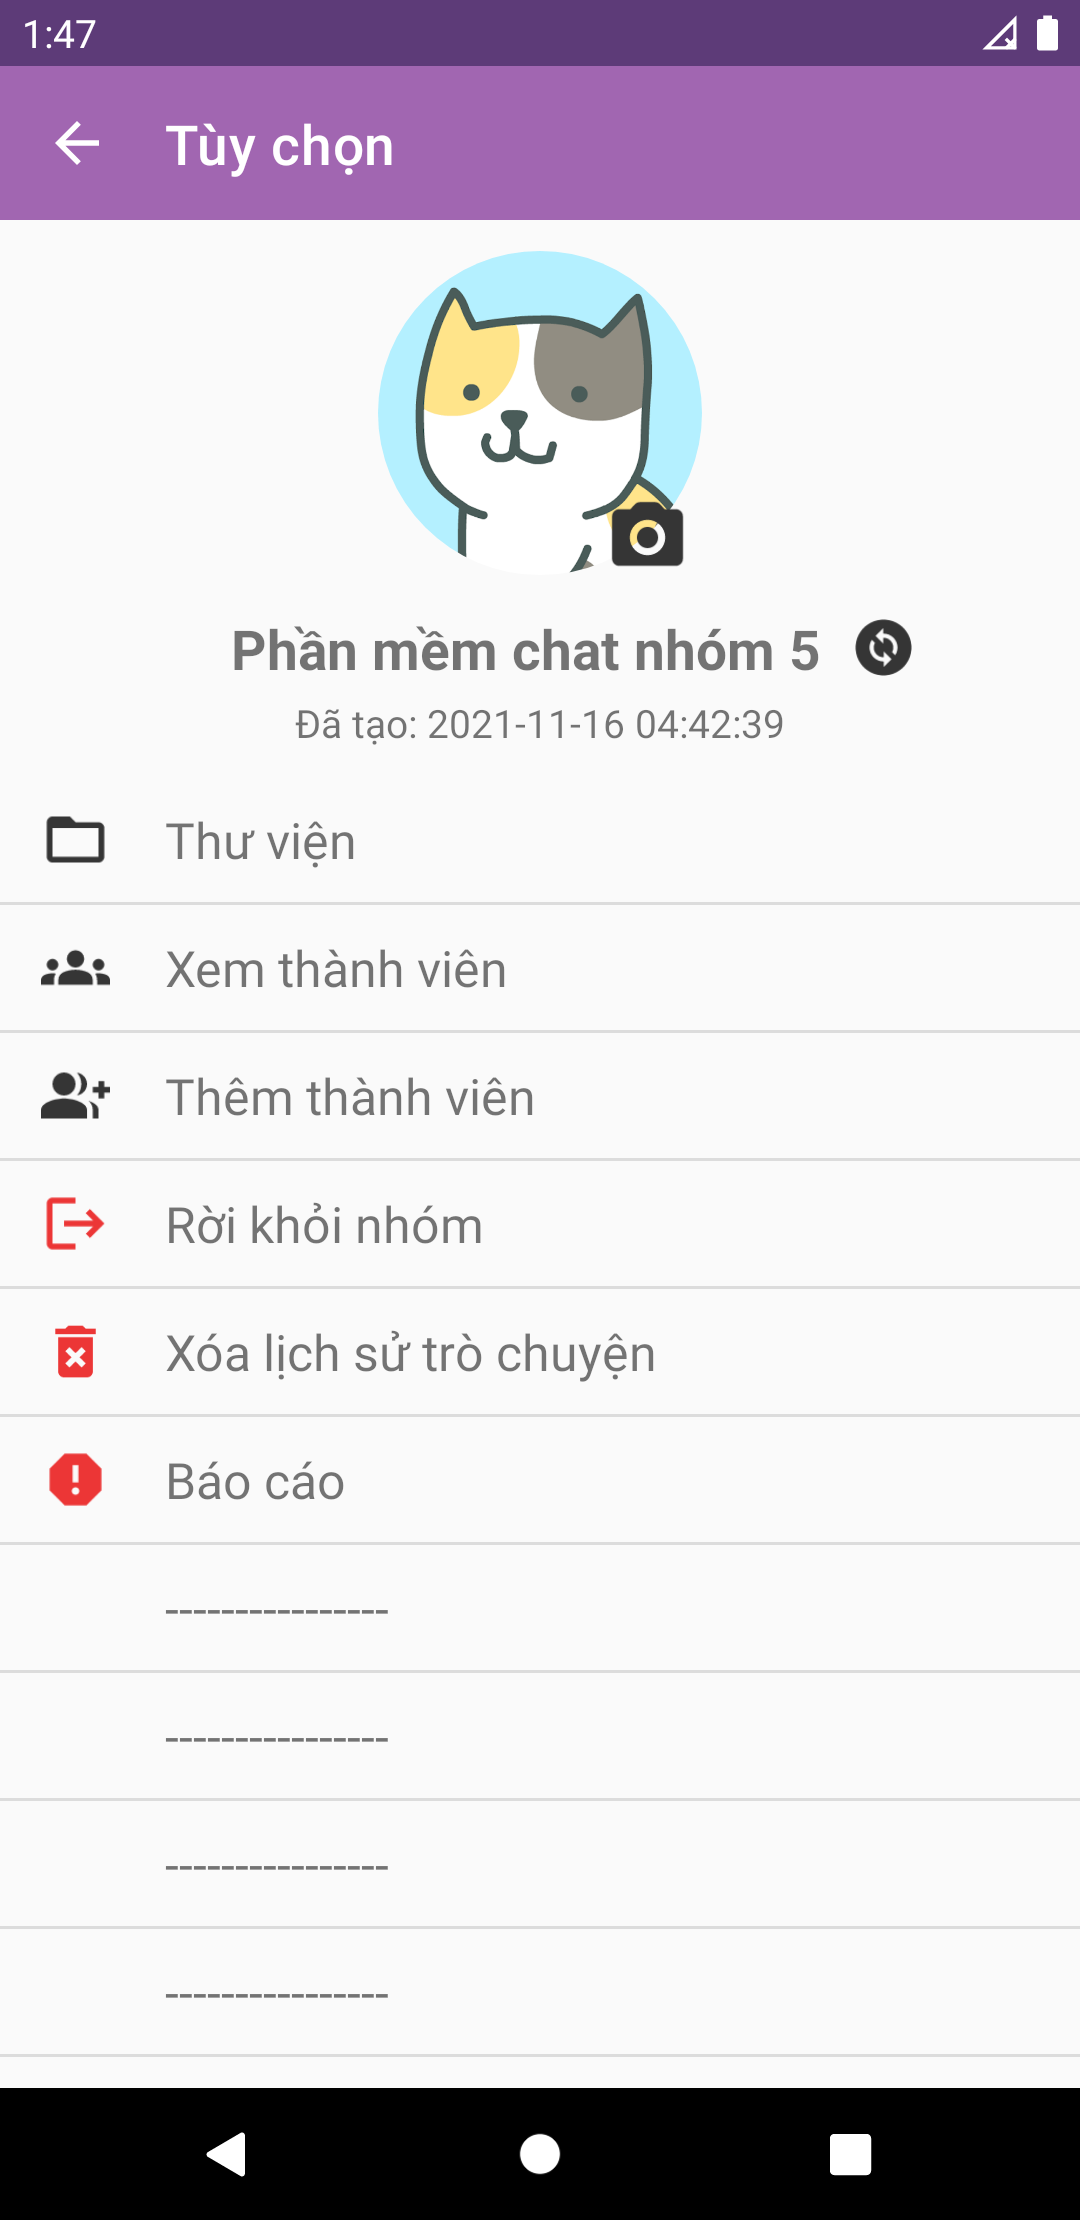 1:47
Tùy chọn
Phần mềm chat nhóm 5
Đã tạo: 2021-11-16 04:42:39
Thư viện
Xem thành viên
Thêm thành viên
Rời khỏi nhóm
Xóa lịch sử trò chuyện
Báo cáo
----------------
----------------
----------------
----------------